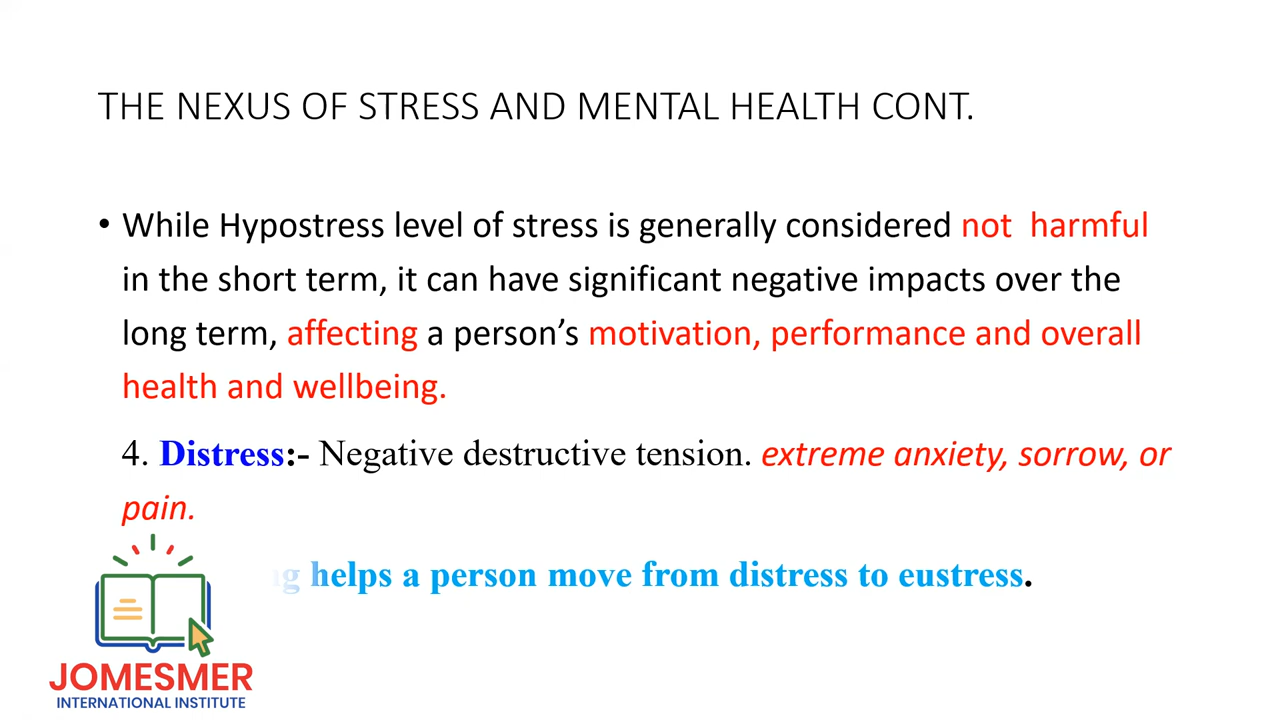 THE NEXUS OF STRESS AND MENTAL HEALTH CONT.
• While Hypostress level of stress is generally considered not harmful
in the short term, it can have significant negative impacts over the
long term, affecting a person’s motivation, performance and overall
health and wellbeing.
4. Distress:- Negative destructive tension. extreme anxiety, sorrow, or
pain.
helps a person move from distress to eustress.
JOMESMER
INTERNATIONAL INSTITUTE